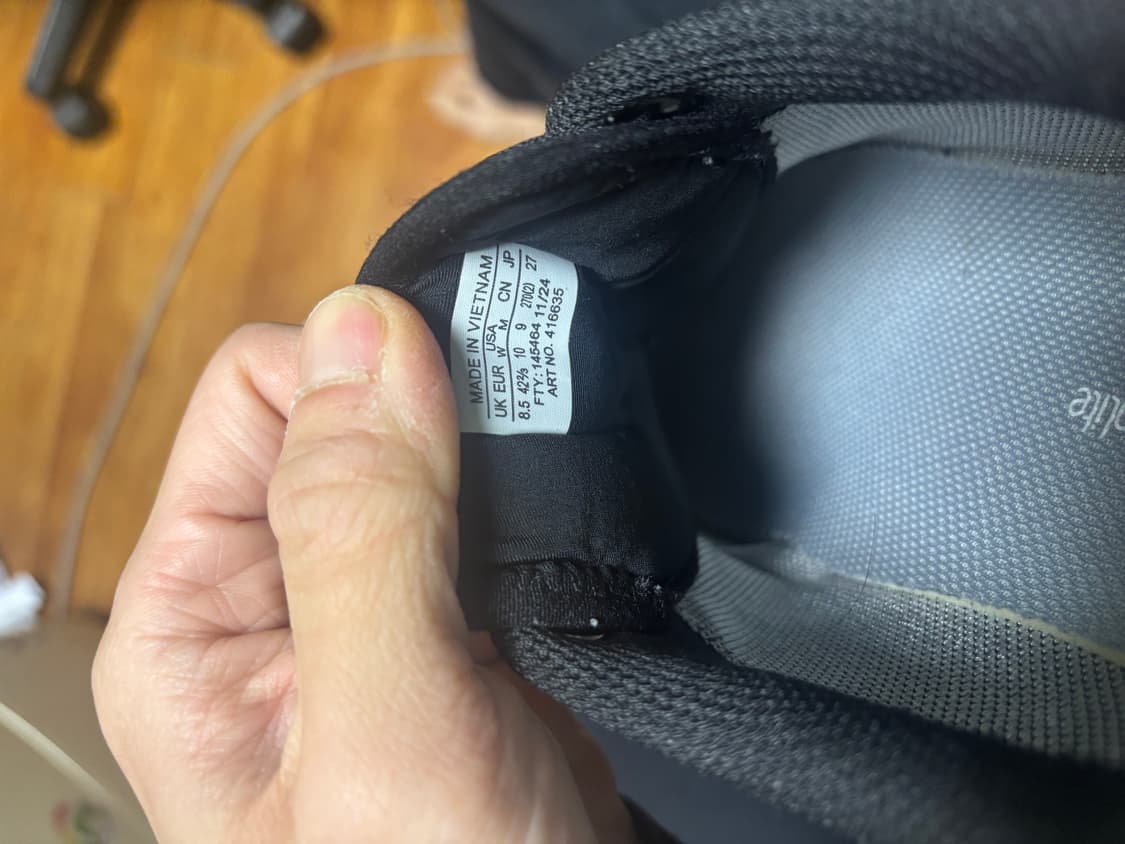 MADE IN VIETNAM
UK EUR USA CN JP
W M
8.5 42⅔ 10 9 270(2) 27
FTY: 145464 11/24
ART NO. 416635
lite